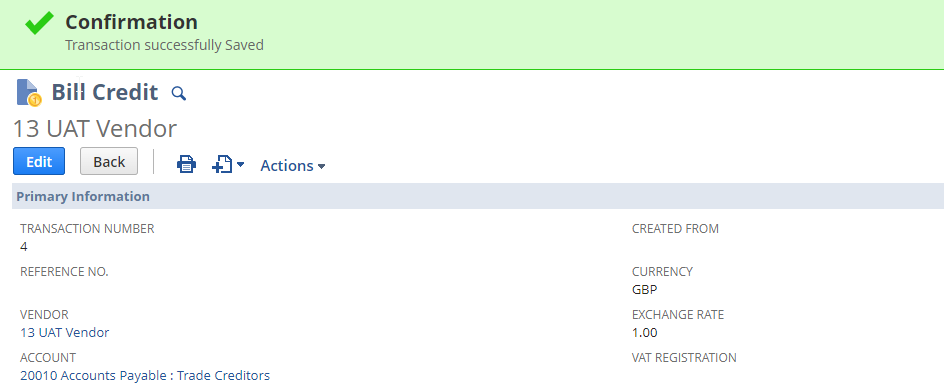 Confirmation
Transaction successfully Saved
Bill Credit
13 UAT Vendor
Edit Back Actions
Primary Information
TRANSACTION NUMBER
4
REFERENCE NO.
VENDOR
13 UAT Vendor
ACCOUNT
20010 Accounts Payable : Trade Creditors
CREATED FROM
CURRENCY
GBP
EXCHANGE RATE
1.00
VAT REGISTRATION